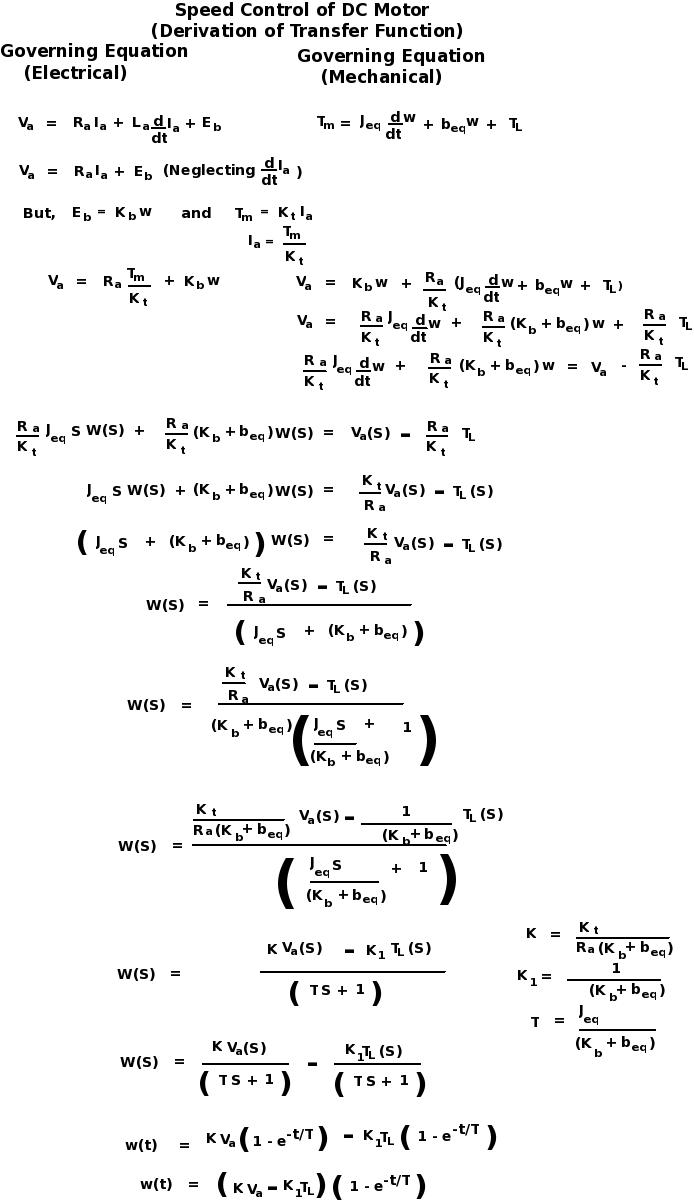 Speed Control of DC Motor
(Derivation of Transfer Function)
Governing Equation
(Electrical)
Governing Equation
(Mechanical)
Va = Ra Ia + La d/dt Ia + Eb
Tm = Jeq d/dt w + beq w + TL
Va = Ra Ia + Eb (Neglecting d/dt Ia )
But, Eb = Kb w and Tm = Kt Ia
Ia = Tm/Kt
Va = Ra Tm/Kt + Kb w
Va = Kb w + Ra/Kt (Jeq d/dt w + beq w + TL)
Va = Ra/Kt Jeq d/dt w + Ra/Kt (Kb + beq) w + Ra/Kt TL
Ra/Kt Jeq d/dt w + Ra/Kt (Kb + beq) w = Va - Ra/Kt TL
Ra/Kt Jeq S W(S) + Ra/Kt (Kb + beq) W(S) = Va(S) - Ra/Kt TL
Jeq S W(S) + (Kb + beq) W(S) = Kt/Ra Va(S) - TL (S)
( Jeq S + (Kb + beq) ) W(S) = Kt/Ra Va(S) - TL (S)
W(S) = Kt/Ra Va(S) - TL (S) / ( Jeq S + (Kb + beq) )
W(S) = Kt/Ra Va(S) - TL (S) / (Kb + beq) ( Jeq S/(Kb + beq) + 1 )
W(S) = Kt/Ra (Kb + beq) Va(S) - 1/(Kb + beq) TL (S) / ( Jeq S/(Kb + beq) + 1 )
K = Kt/Ra (Kb + beq)
K1 = 1/(Kb + beq)
T = Jeq/(Kb + beq)
W(S) = K Va(S) - K1 TL (S) / ( TS + 1 )
W(S) = K Va(S)/( TS + 1 ) - K1TL (S)/( TS + 1 )
w(t) = K Va ( 1 - e-t/T ) - K1TL ( 1 - e-t/T )
w(t) = ( K Va - K1TL ) ( 1 - e-t/T )